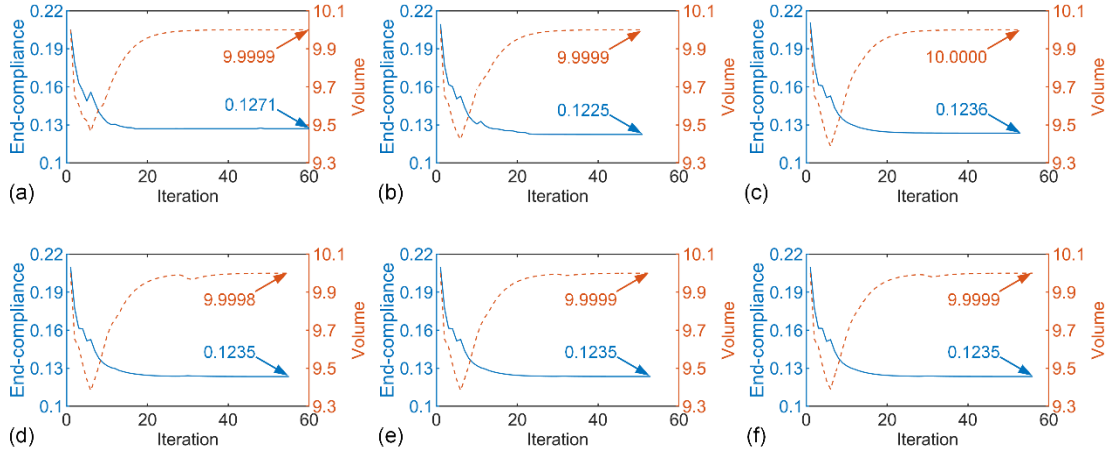 0.22 10.1 0.22 10.1 0.22 10.1
0.19 9.9 0.19 9.9 0.19 9.9
0.16 9.7 0.16 9.7 0.16 9.7
0.13 9.5 0.13 9.5 0.13 9.5
0.1 9.3 0.1 9.3 0.1 9.3
End-compliance Volume End-compliance Volume End-compliance Volume
9.9999 9.9999 10.0000
0.1271 0.1225 0.1236
0 20 40 60 0 20 40 60 0 20 40 60
(a) Iteration (b) Iteration (c) Iteration
0.22 10.1 0.22 10.1 0.22 10.1
0.19 9.9 0.19 9.9 0.19 9.9
0.16 9.7 0.16 9.7 0.16 9.7
0.13 9.5 0.13 9.5 0.13 9.5
0.1 9.3 0.1 9.3 0.1 9.3
End-compliance Volume End-compliance Volume End-compliance Volume
9.9998 9.9999 9.9999
0.1235 0.1235 0.1235
0 20 40 60 0 20 40 60 0 20 40 60
(d) Iteration (e) Iteration (f) Iteration